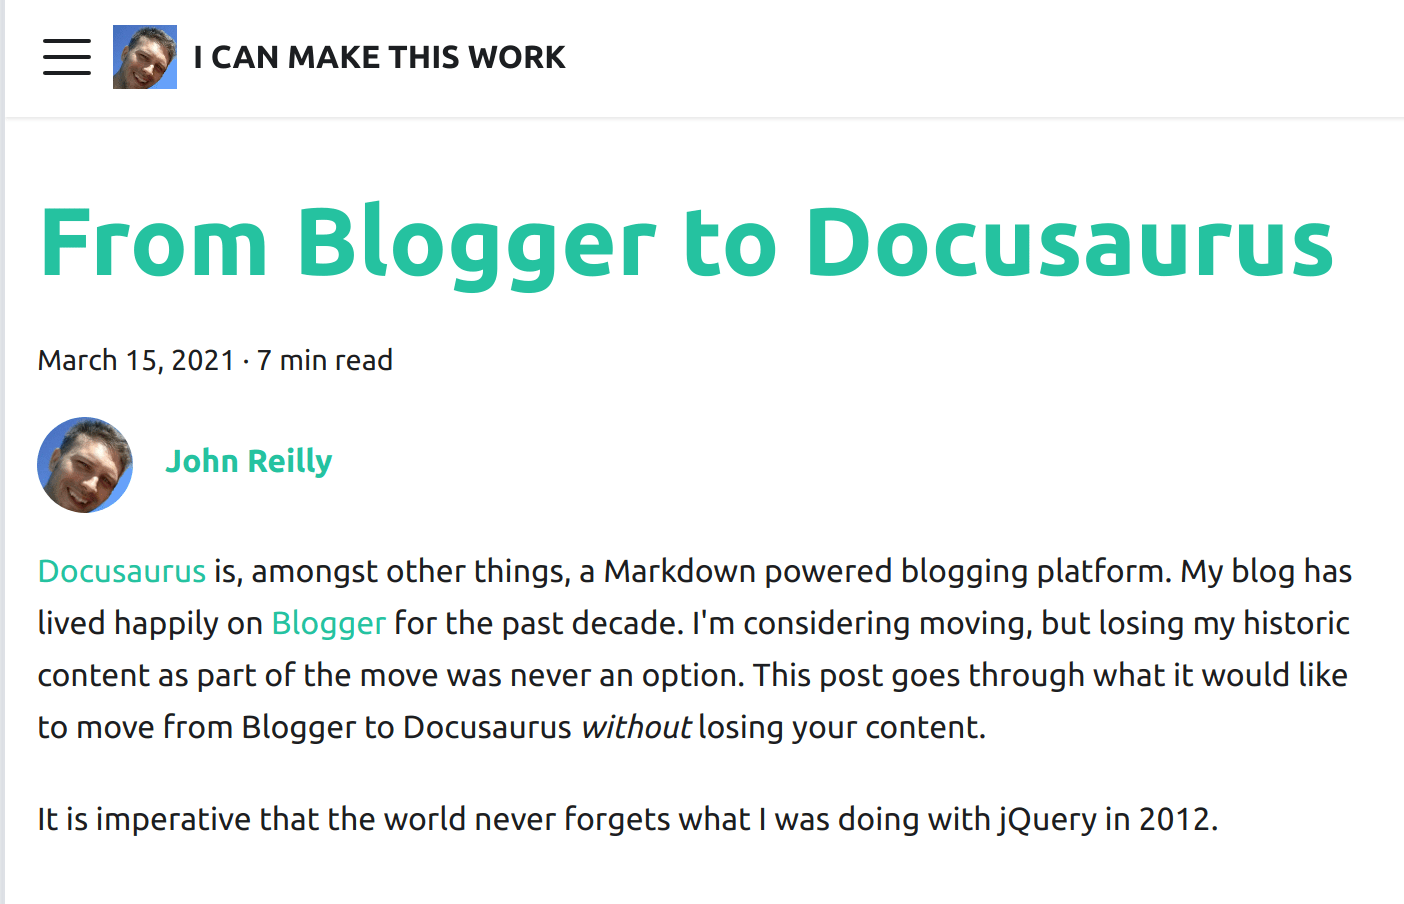 I CAN MAKE THIS WORK
From Blogger to Docusaurus
March 15, 2021 · 7 min read
John Reilly
Docusaurus is, amongst other things, a Markdown powered blogging platform. My blog has
lived happily on Blogger for the past decade. I'm considering moving, but losing my historic
content as part of the move was never an option. This post goes through what it would like
to move from Blogger to Docusaurus without losing your content.
It is imperative that the world never forgets what I was doing with jQuery in 2012.